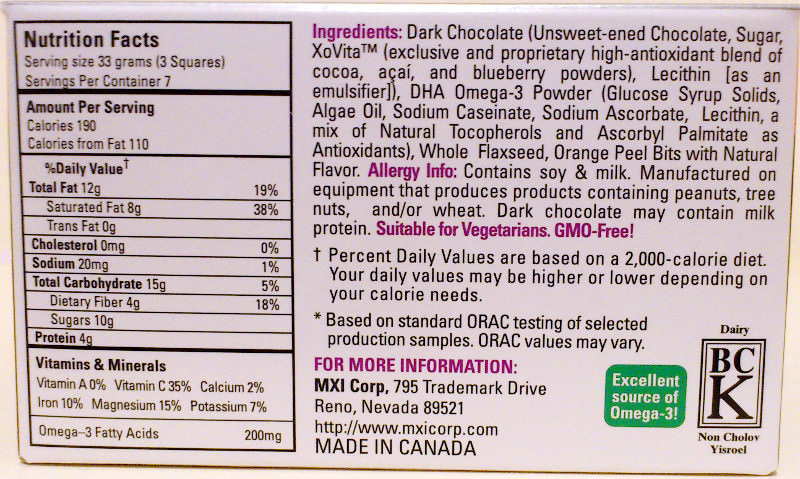 Nutrition Facts
Serving size 33 grams (3 Squares)
Servings Per Container 7
Amount Per Serving
Calories 190
Calories from Fat 110
%Daily Value†
Total Fat 12g 19%
Saturated Fat 8g 38%
Trans Fat 0g
Cholesterol 0mg 0%
Sodium 20mg 1%
Total Carbohydrate 15g 5%
Dietary Fiber 4g 18%
Sugars 10g
Protein 4g
Vitamins & Minerals
Vitamin A 0% Vitamin C 35% Calcium 2%
Iron 10% Magnesium 15% Potassium 7%
Omega–3 Fatty Acids 200mg
Ingredients: Dark Chocolate (Unsweet-ened Chocolate, Sugar,
XoVita™ (exclusive and proprietary high-antioxidant blend of
cocoa, açaí, and blueberry powders), Lecithin [as an
emulsifier]), DHA Omega-3 Powder (Glucose Syrup Solids,
Algae Oil, Sodium Caseinate, Sodium Ascorbate, Lecithin, a
mix of Natural Tocopherols and Ascorbyl Palmitate as
Antioxidants), Whole Flaxseed, Orange Peel Bits with Natural
Flavor. Allergy Info: Contains soy & milk. Manufactured on
equipment that produces products containing peanuts, tree
nuts, and/or wheat. Dark chocolate may contain milk
protein. Suitable for Vegetarians. GMO-Free!
† Percent Daily Values are based on a 2,000-calorie diet.
Your daily values may be higher or lower depending on
your calorie needs.
* Based on standard ORAC testing of selected
production samples. ORAC values may vary.
FOR MORE INFORMATION:
MXI Corp, 795 Trademark Drive
Reno, Nevada 89521
http://www.mxicorp.com
MADE IN CANADA
Excellent
source of
Omega-3!
Dairy
BC
K
Non Cholov
Yisroel